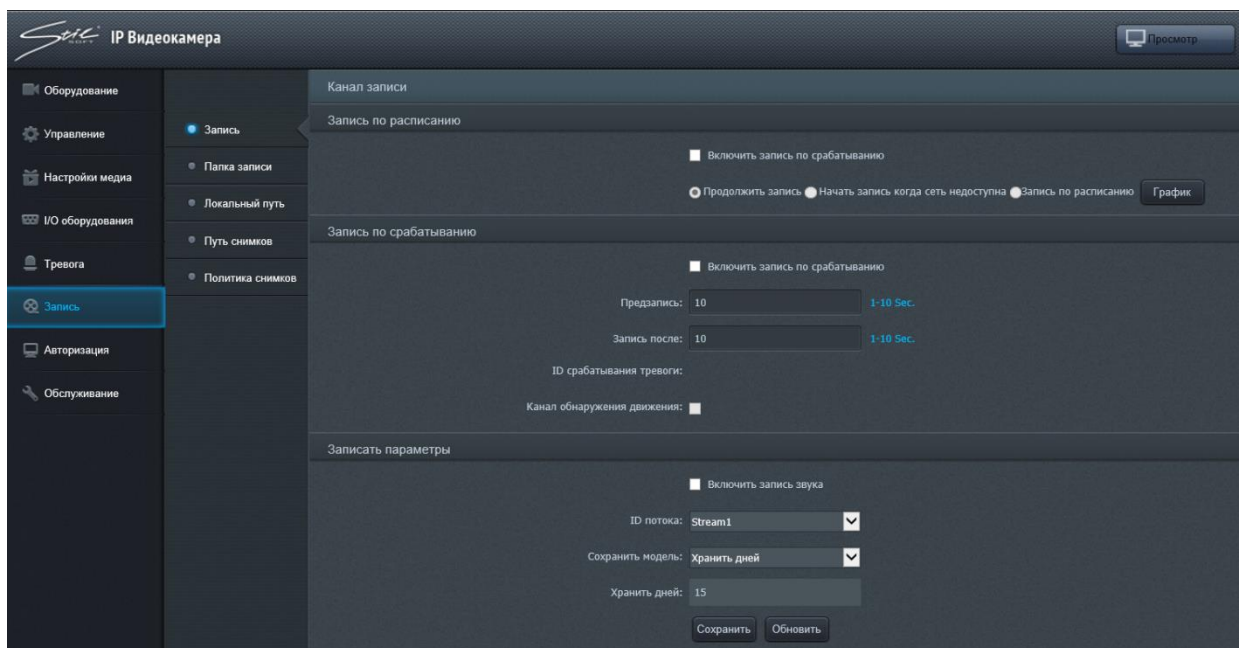 Stilsoft IP Видеокамера
Просмотр
Оборудование
Управление
Настройки медиа
I/O оборудования
Тревога
Запись
Авторизация
Обслуживание
Запись
Папка записи
Локальный путь
Путь снимков
Политика снимков
Канал записи
Запись по расписанию
Включить запись по срабатыванию
Продолжить запись Начать запись когда сеть недоступна Запись по расписанию График
Запись по срабатыванию
Включить запись по срабатыванию
Предзапись: 10 1-10 Sec.
Запись после: 10 1-10 Sec.
ID срабатывания тревоги:
Канал обнаружения движения:
Записать параметры
Включить запись звука
ID потока: Stream1
Сохранить модель: Хранить дней
Хранить дней: 15
Сохранить Обновить